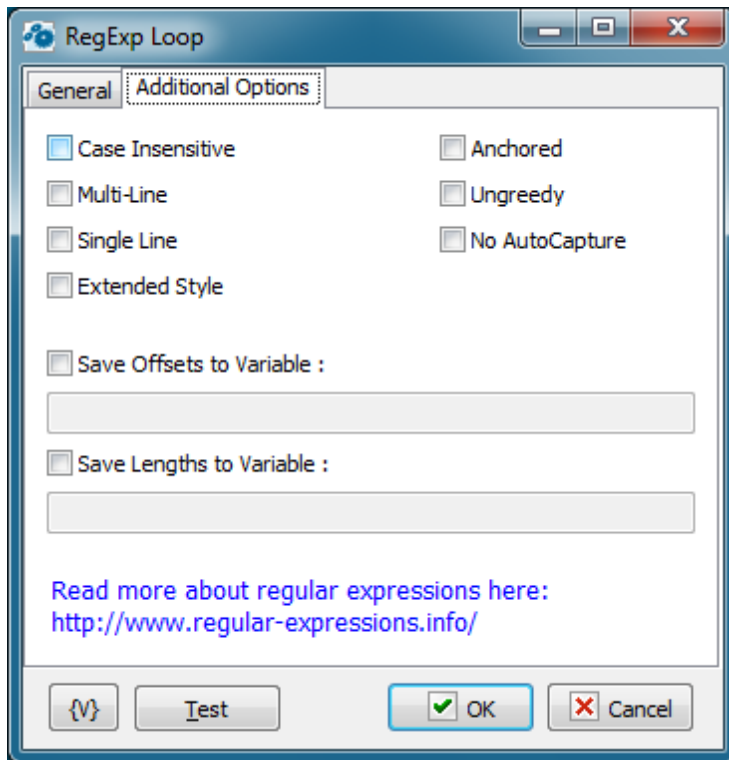 RegExp Loop
General Additional Options
Case Insensitive Anchored
Multi-Line Ungreedy
Single Line No AutoCapture
Extended Style
Save Offsets to Variable :
Save Lengths to Variable :
Read more about regular expressions here:
http://www.regular-expressions.info/
{V} Test OK Cancel